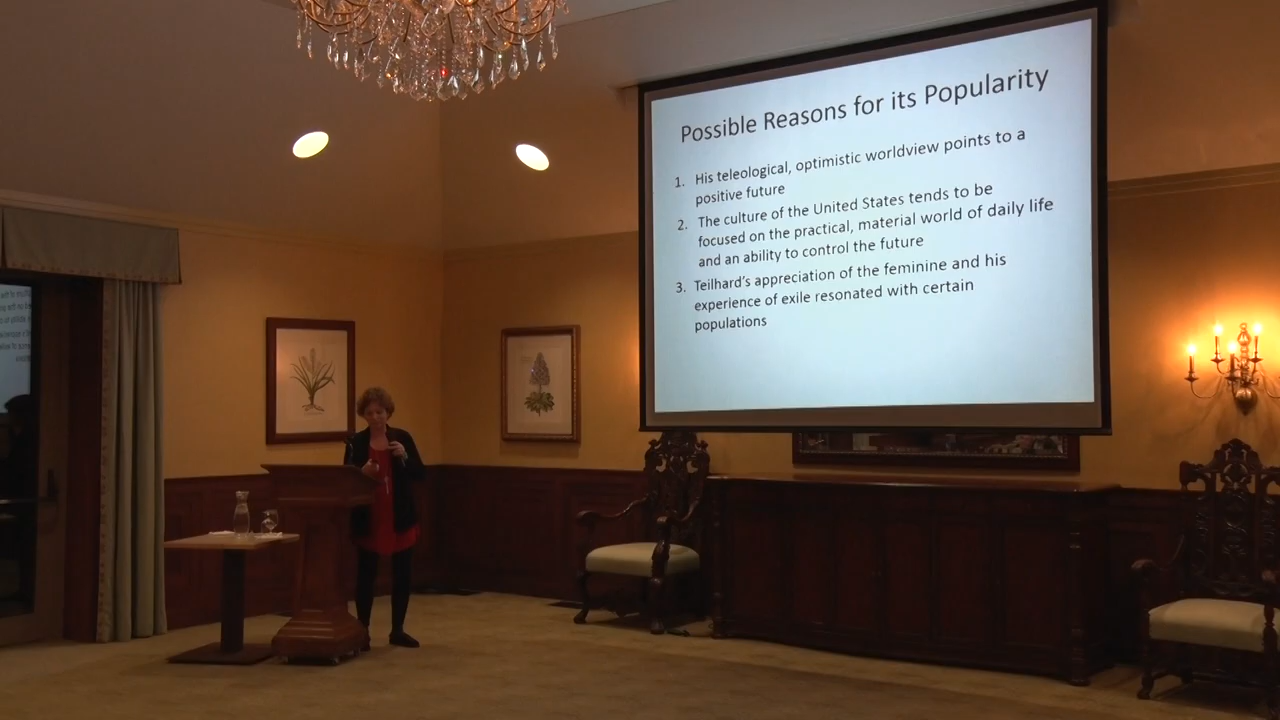 Possible Reasons for its Popularity
1. His teleological, optimistic worldview points to a
positive future
2. The culture of the United States tends to be
focused on the practical, material world of daily life
and an ability to control the future
3. Teilhard's appreciation of the feminine and his
experience of exile resonated with certain
populations